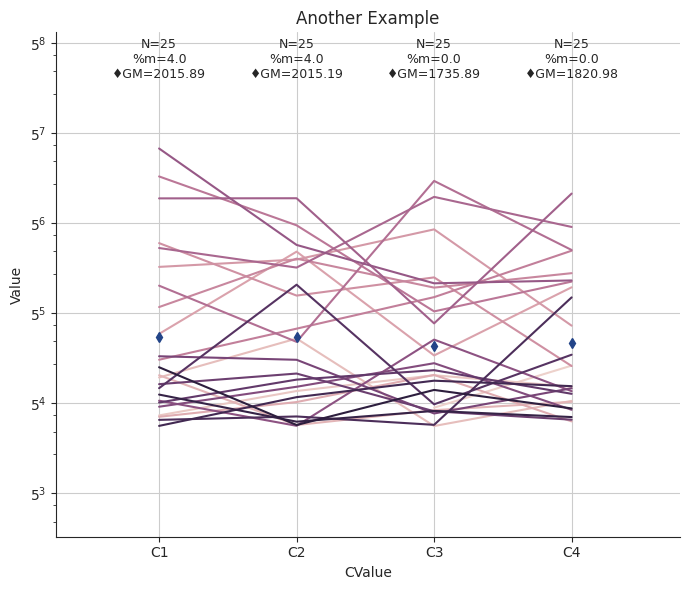 Another Example
N=25 N=25 N=25 N=25
%m=4.0 %m=4.0 %m=0.0 %m=0.0
♦GM=2015.89 ♦GM=2015.19 ♦GM=1735.89 ♦GM=1820.98
5⁸
5⁷
5⁶
5⁵
5⁴
5³
Value
C1 C2 C3 C4
CValue